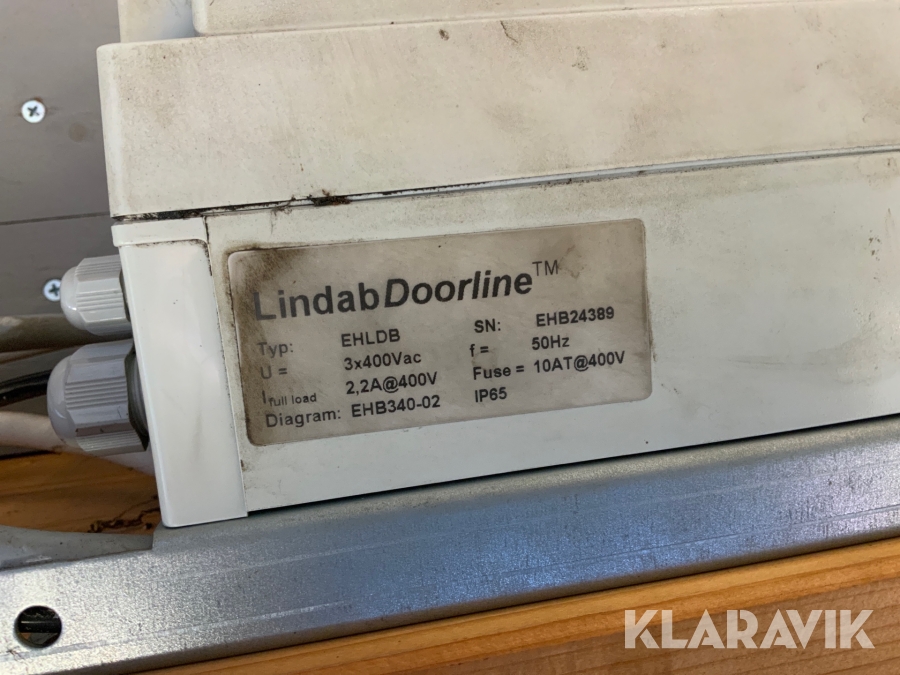 LindabDoorline™
Typ: EHLDB SN: EHB24389
U = 3x400Vac f = 50Hz
I full load 2,2A@400V Fuse = 10AT@400V
Diagram: EHB340-02 IP65
KLARAVIK